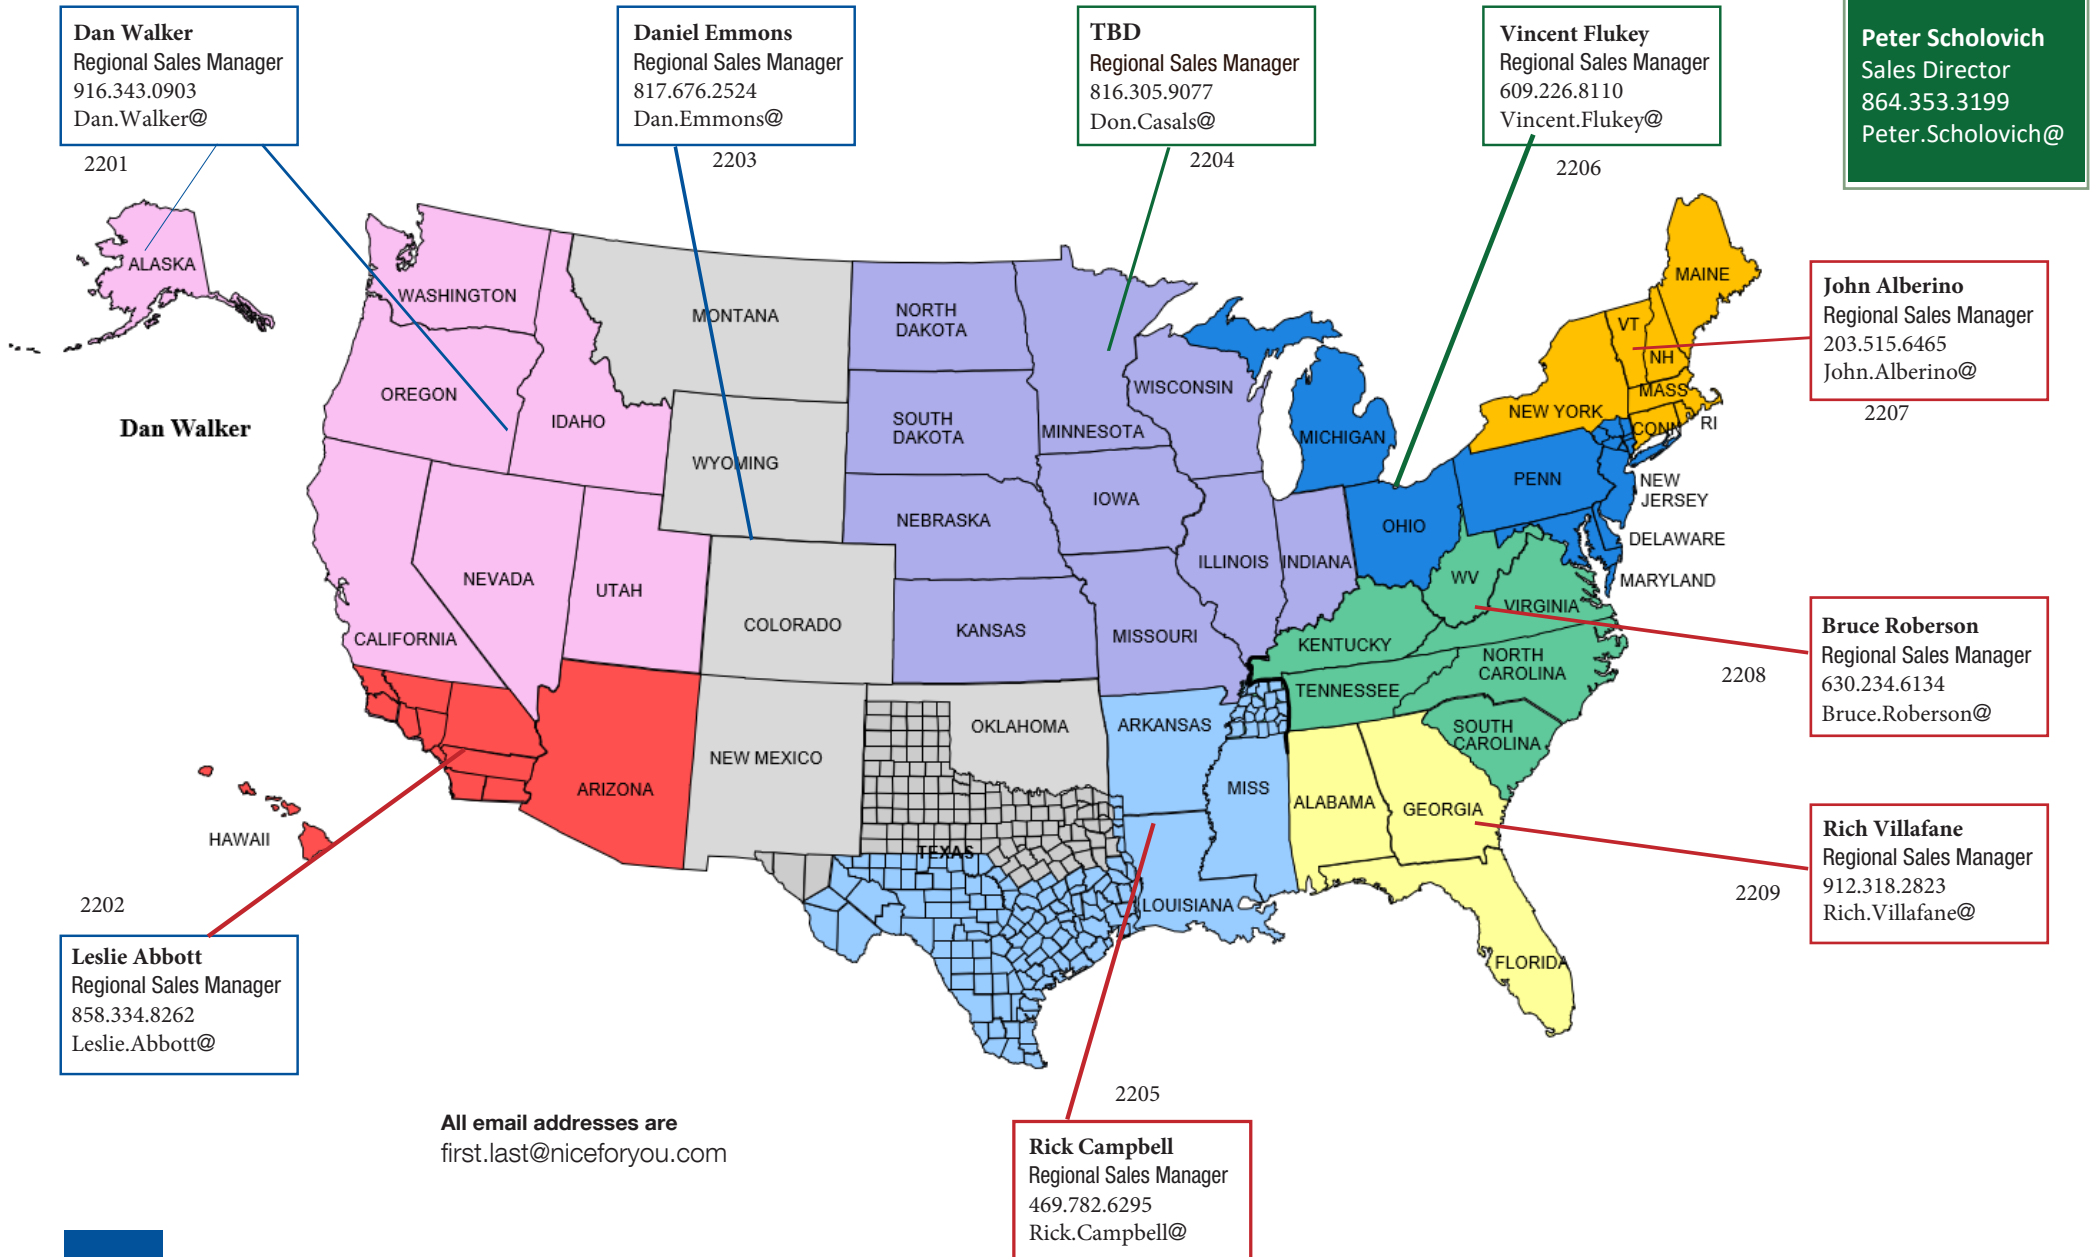 Dan Walker
Regional Sales Manager
916.343.0903
Dan.Walker@
2201
Daniel Emmons
Regional Sales Manager
817.676.2524
Dan.Emmons@
2203
TBD
Regional Sales Manager
816.305.9077
Don.Casals@
2204
Vincent Flukey
Regional Sales Manager
609.226.8110
Vincent.Flukey@
2206
Peter Scholovich
Sales Director
864.353.3199
Peter.Scholovich@
ALASKA
Dan Walker
WASHINGTON
OREGON
IDAHO
MONTANA
WYOMING
NEVADA
UTAH
CALIFORNIA
COLORADO
ARIZONA
NEW MEXICO
HAWAII
NORTH
DAKOTA
SOUTH
DAKOTA
NEBRASKA
KANSAS
OKLAHOMA
TEXAS
MINNESOTA
IOWA
MISSOURI
WISCONSIN
ILLINOIS
INDIANA
MICHIGAN
OHIO
ARKANSAS
LOUISIANA
MISS
ALABAMA
GEORGIA
FLORIDA
KENTUCKY
TENNESSEE
WV
VIRGINIA
NORTH
CAROLINA
SOUTH
CAROLINA
PENN
NEW YORK
MAINE
VT
NH
MASS
CONN
RI
NEW
JERSEY
DELAWARE
MARYLAND
John Alberino
Regional Sales Manager
203.515.6465
John.Alberino@
2207
Bruce Roberson
Regional Sales Manager
630.234.6134
Bruce.Roberson@
2208
Rich Villafane
Regional Sales Manager
912.318.2823
Rich.Villafane@
2209
2202
Leslie Abbott
Regional Sales Manager
858.334.8262
Leslie.Abbott@
2205
Rick Campbell
Regional Sales Manager
469.782.6295
Rick.Campbell@
All email addresses are
first.last@niceforyou.com